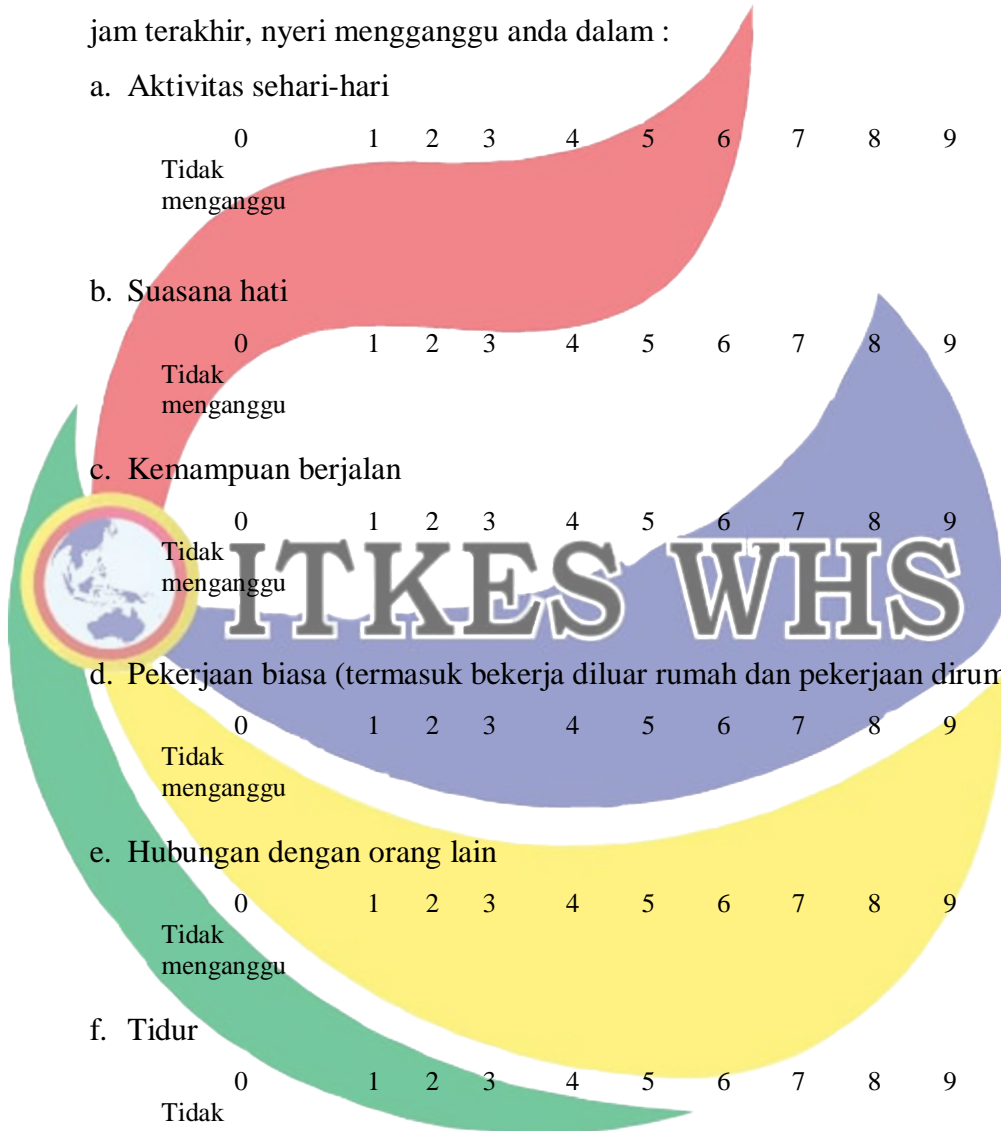 jam terakhir, nyeri mengganggu anda dalam :
a. Aktivitas sehari-hari
0 1 2 3 4 5 6 7 8 9
Tidak
menganggu
b. Suasana hati
0 1 2 3 4 5 6 7 8 9
Tidak
menganggu
c. Kemampuan berjalan
0 1 2 3 4 5 6 7 8 9
Tidak
menganggu
ITKES WHS
d. Pekerjaan biasa (termasuk bekerja diluar rumah dan pekerjaan dirum
0 1 2 3 4 5 6 7 8 9
Tidak
menganggu
e. Hubungan dengan orang lain
0 1 2 3 4 5 6 7 8 9
Tidak
menganggu
f. Tidur
0 1 2 3 4 5 6 7 8 9
Tidak